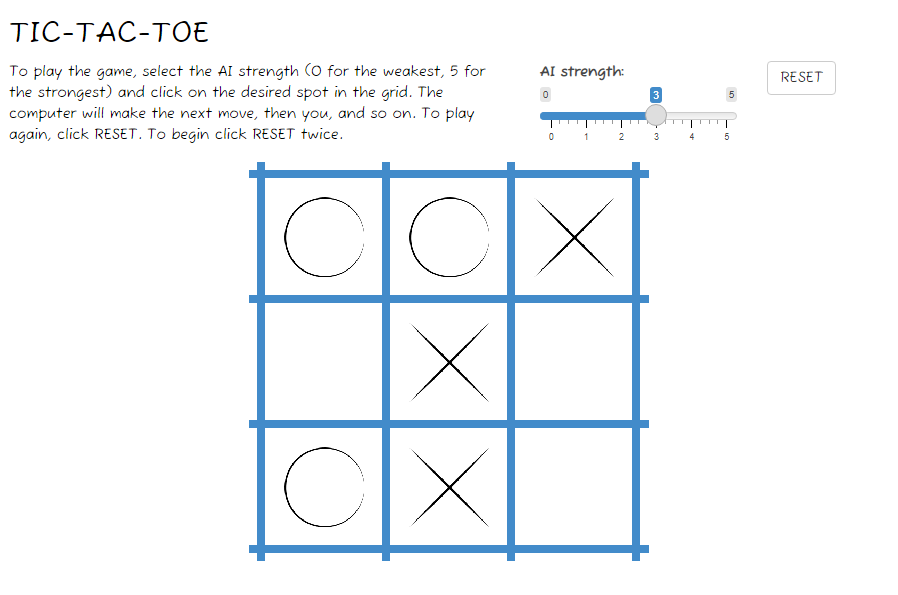 TIC-TAC-TOE
To play the game, select the AI strength (0 for the weakest, 5 for
the strongest) and click on the desired spot in the grid. The
computer will make the next move, then you, and so on. To play
again, click RESET. To begin click RESET twice.
AI strength:
0 3 5
0 1 2 3 4 5
RESET